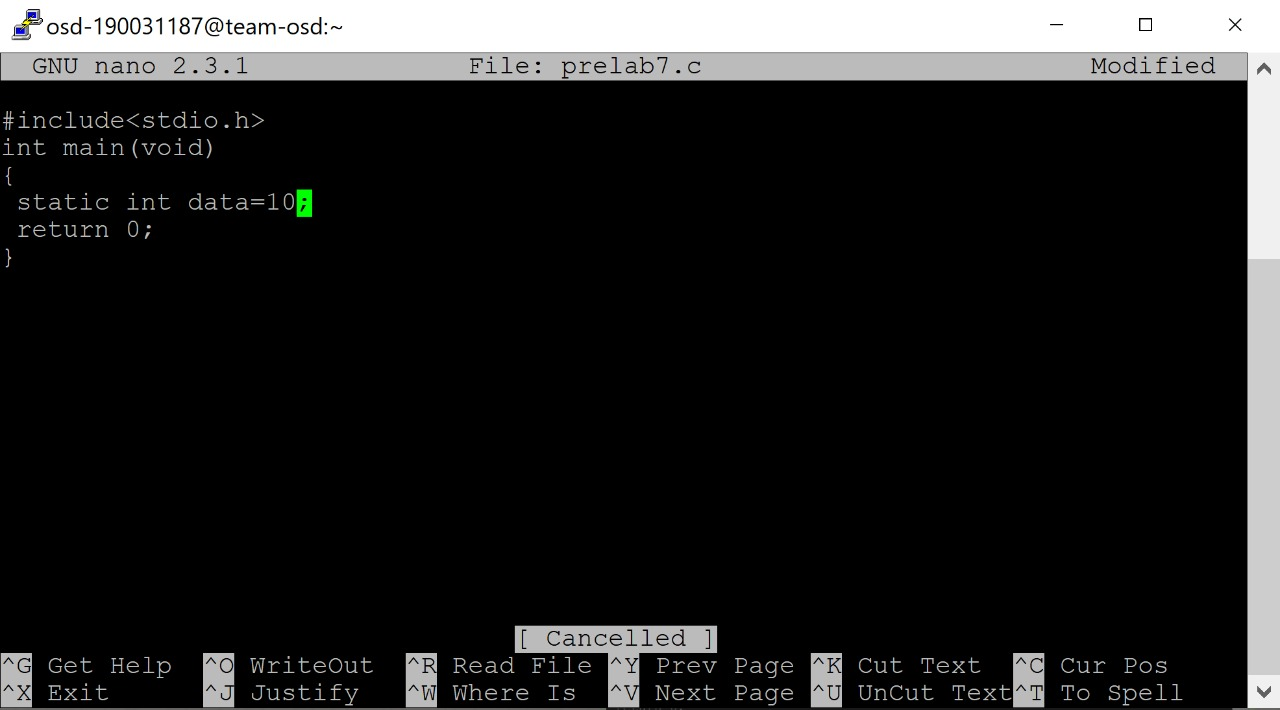 osd-190031187@team-osd:~
GNU nano 2.3.1 File: prelab7.c Modified
#include<stdio.h>
int main(void)
{
 static int data=10;
 return 0;
}
[ Cancelled ]
^G Get Help ^O WriteOut ^R Read File ^Y Prev Page ^K Cut Text ^C Cur Pos
^X Exit ^J Justify ^W Where Is ^V Next Page ^U UnCut Text ^T To Spell